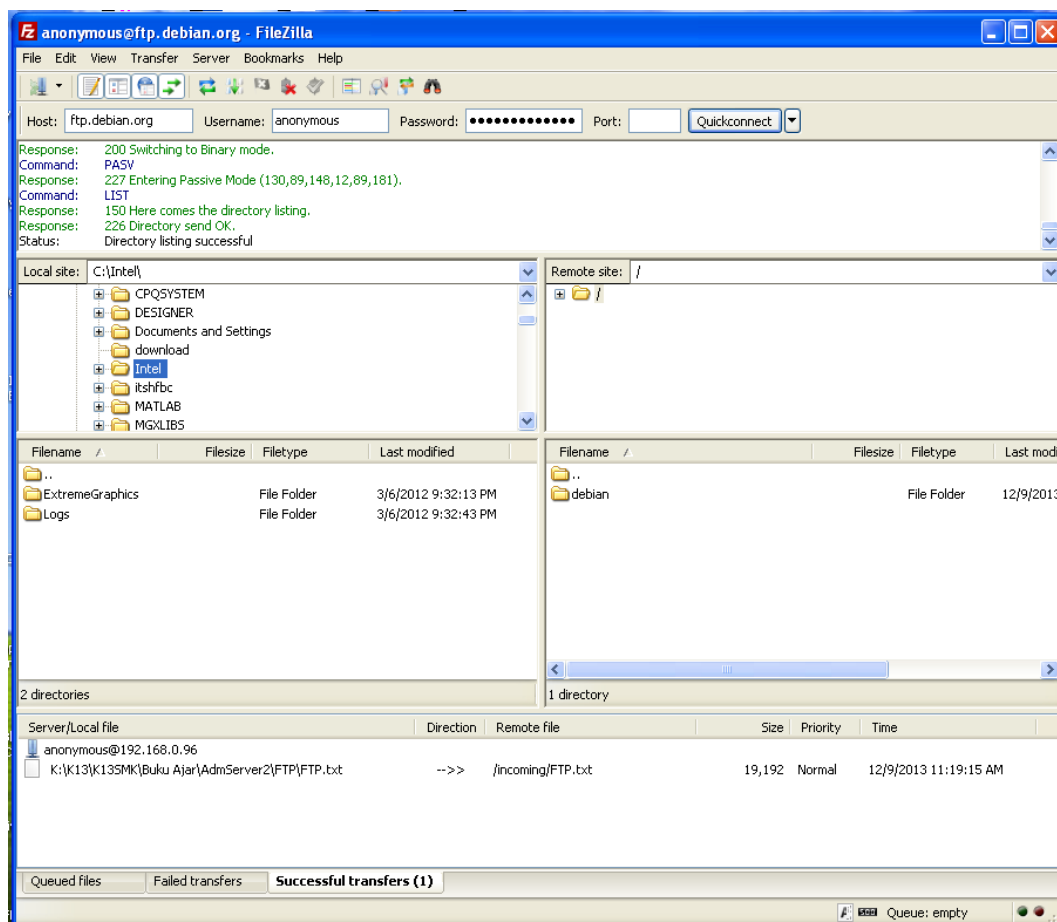 anonymous@ftp.debian.org - FileZilla
File Edit View Transfer Server Bookmarks Help
Host: ftp.debian.org Username: anonymous Password: ●●●●●●●●●●●●● Port: Quickconnect
Response: 200 Switching to Binary mode.
Command: PASV
Response: 227 Entering Passive Mode (130,89,148,12,89,181).
Command: LIST
Response: 150 Here comes the directory listing.
Response: 226 Directory send OK.
Status: Directory listing successful
Local site: C:\Intel\
CPQSYSTEM
DESIGNER
Documents and Settings
download
Intel
itshfbc
MATLAB
MGXLIBS
Remote site: /
/
Filename Filesize Filetype Last modified
..
ExtremeGraphics File Folder 3/6/2012 9:32:13 PM
Logs File Folder 3/6/2012 9:32:43 PM
2 directories
Filename Filesize Filetype Last modi
..
debian File Folder 12/9/2013
1 directory
Server/Local file Direction Remote file Size Priority Time
anonymous@192.168.0.96
K:\K13\K13SMK\Buku Ajar\AdmServer2\FTP\FTP.txt -->> /incoming/FTP.txt 19,192 Normal 12/9/2013 11:19:15 AM
Queued files Failed transfers Successful transfers (1)
Queue: empty